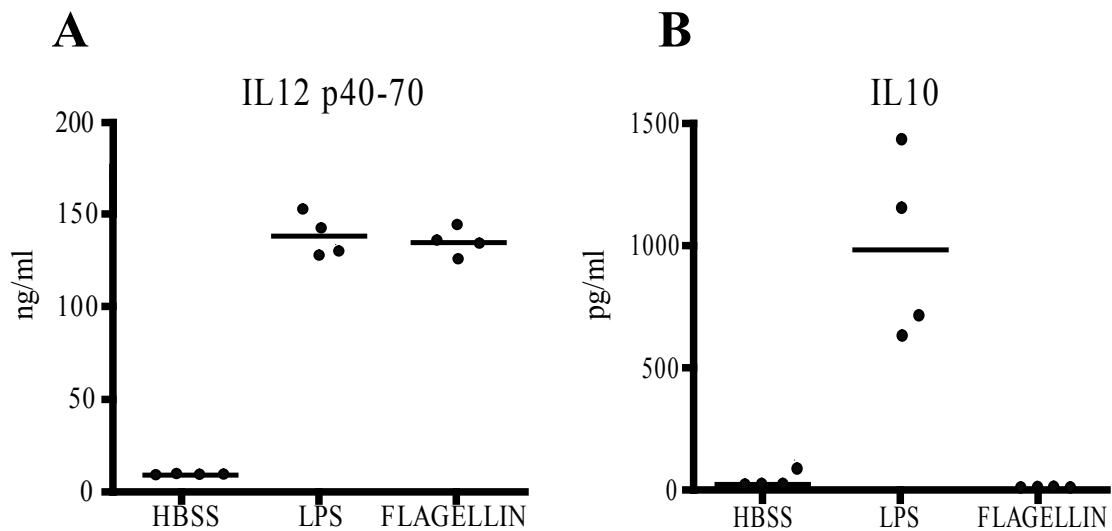 A
IL12 p40-70
200
150
100
50
0
ng/ml
HBSS LPS FLAGELLIN
B
IL10
1500
1000
500
0
pg/ml
HBSS LPS FLAGELLIN